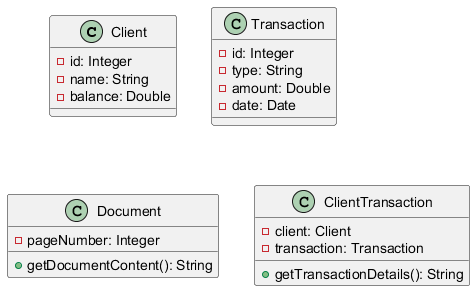 C Client
id: Integer
name: String
balance: Double
C Transaction
id: Integer
type: String
amount: Double
date: Date
C Document
pageNumber: Integer
getDocumentContent(): String
C ClientTransaction
client: Client
transaction: Transaction
getTransactionDetails(): String